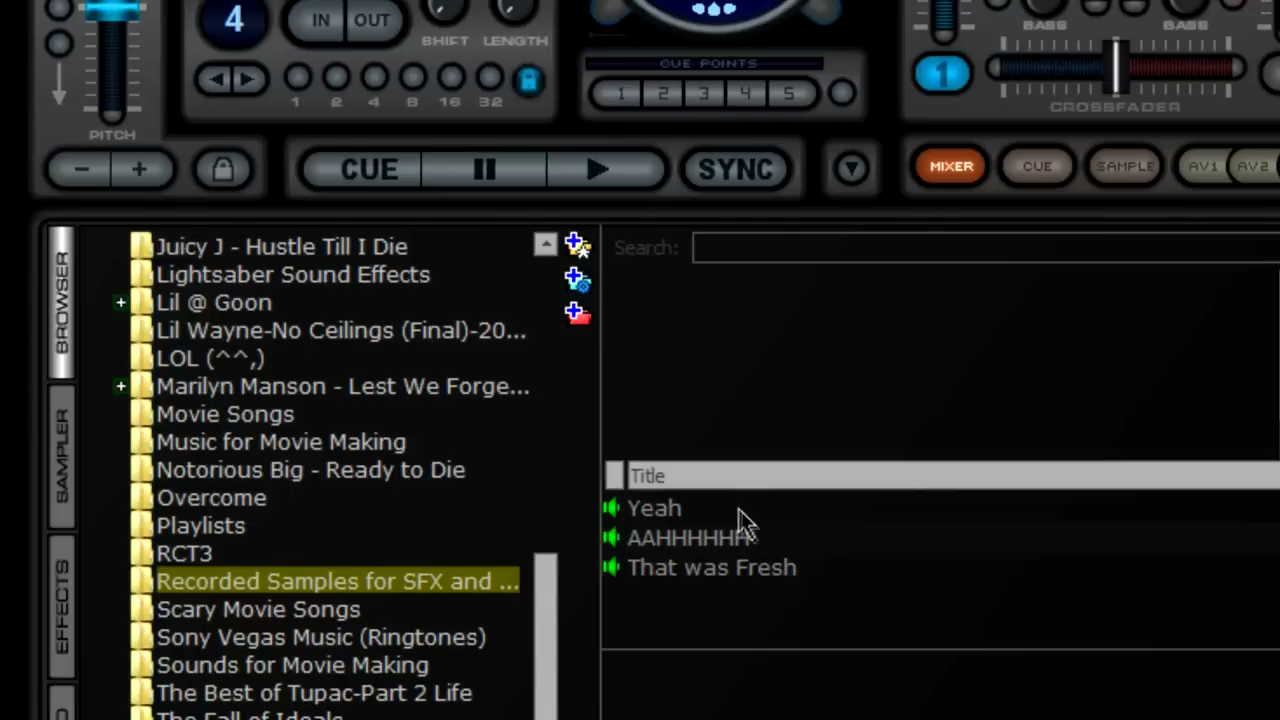 4
IN OUT
SHIFT LENGTH
1 2 4 8 16 32
PITCH
- +
CUE POINTS
1 2 3 4 5
BASS BASS
1
CROSSFADER
CUE SYNC
MIXER CUE SAMPLE AV1 AV2
BROWSER
SAMPLER
EFFECTS
Juicy J - Hustle Till I Die
Lightsaber Sound Effects
Lil @ Goon
Lil Wayne-No Ceilings (Final)-20...
LOL (^^,)
Marilyn Manson - Lest We Forge...
Movie Songs
Music for Movie Making
Notorious Big - Ready to Die
Overcome
Playlists
RCT3
Recorded Samples for SFX and ...
Scary Movie Songs
Sony Vegas Music (Ringtones)
Sounds for Movie Making
The Best of Tupac-Part 2 Life
The Fall of Ideals
Search:
Title
Yeah
AAHHHHHH
That was Fresh